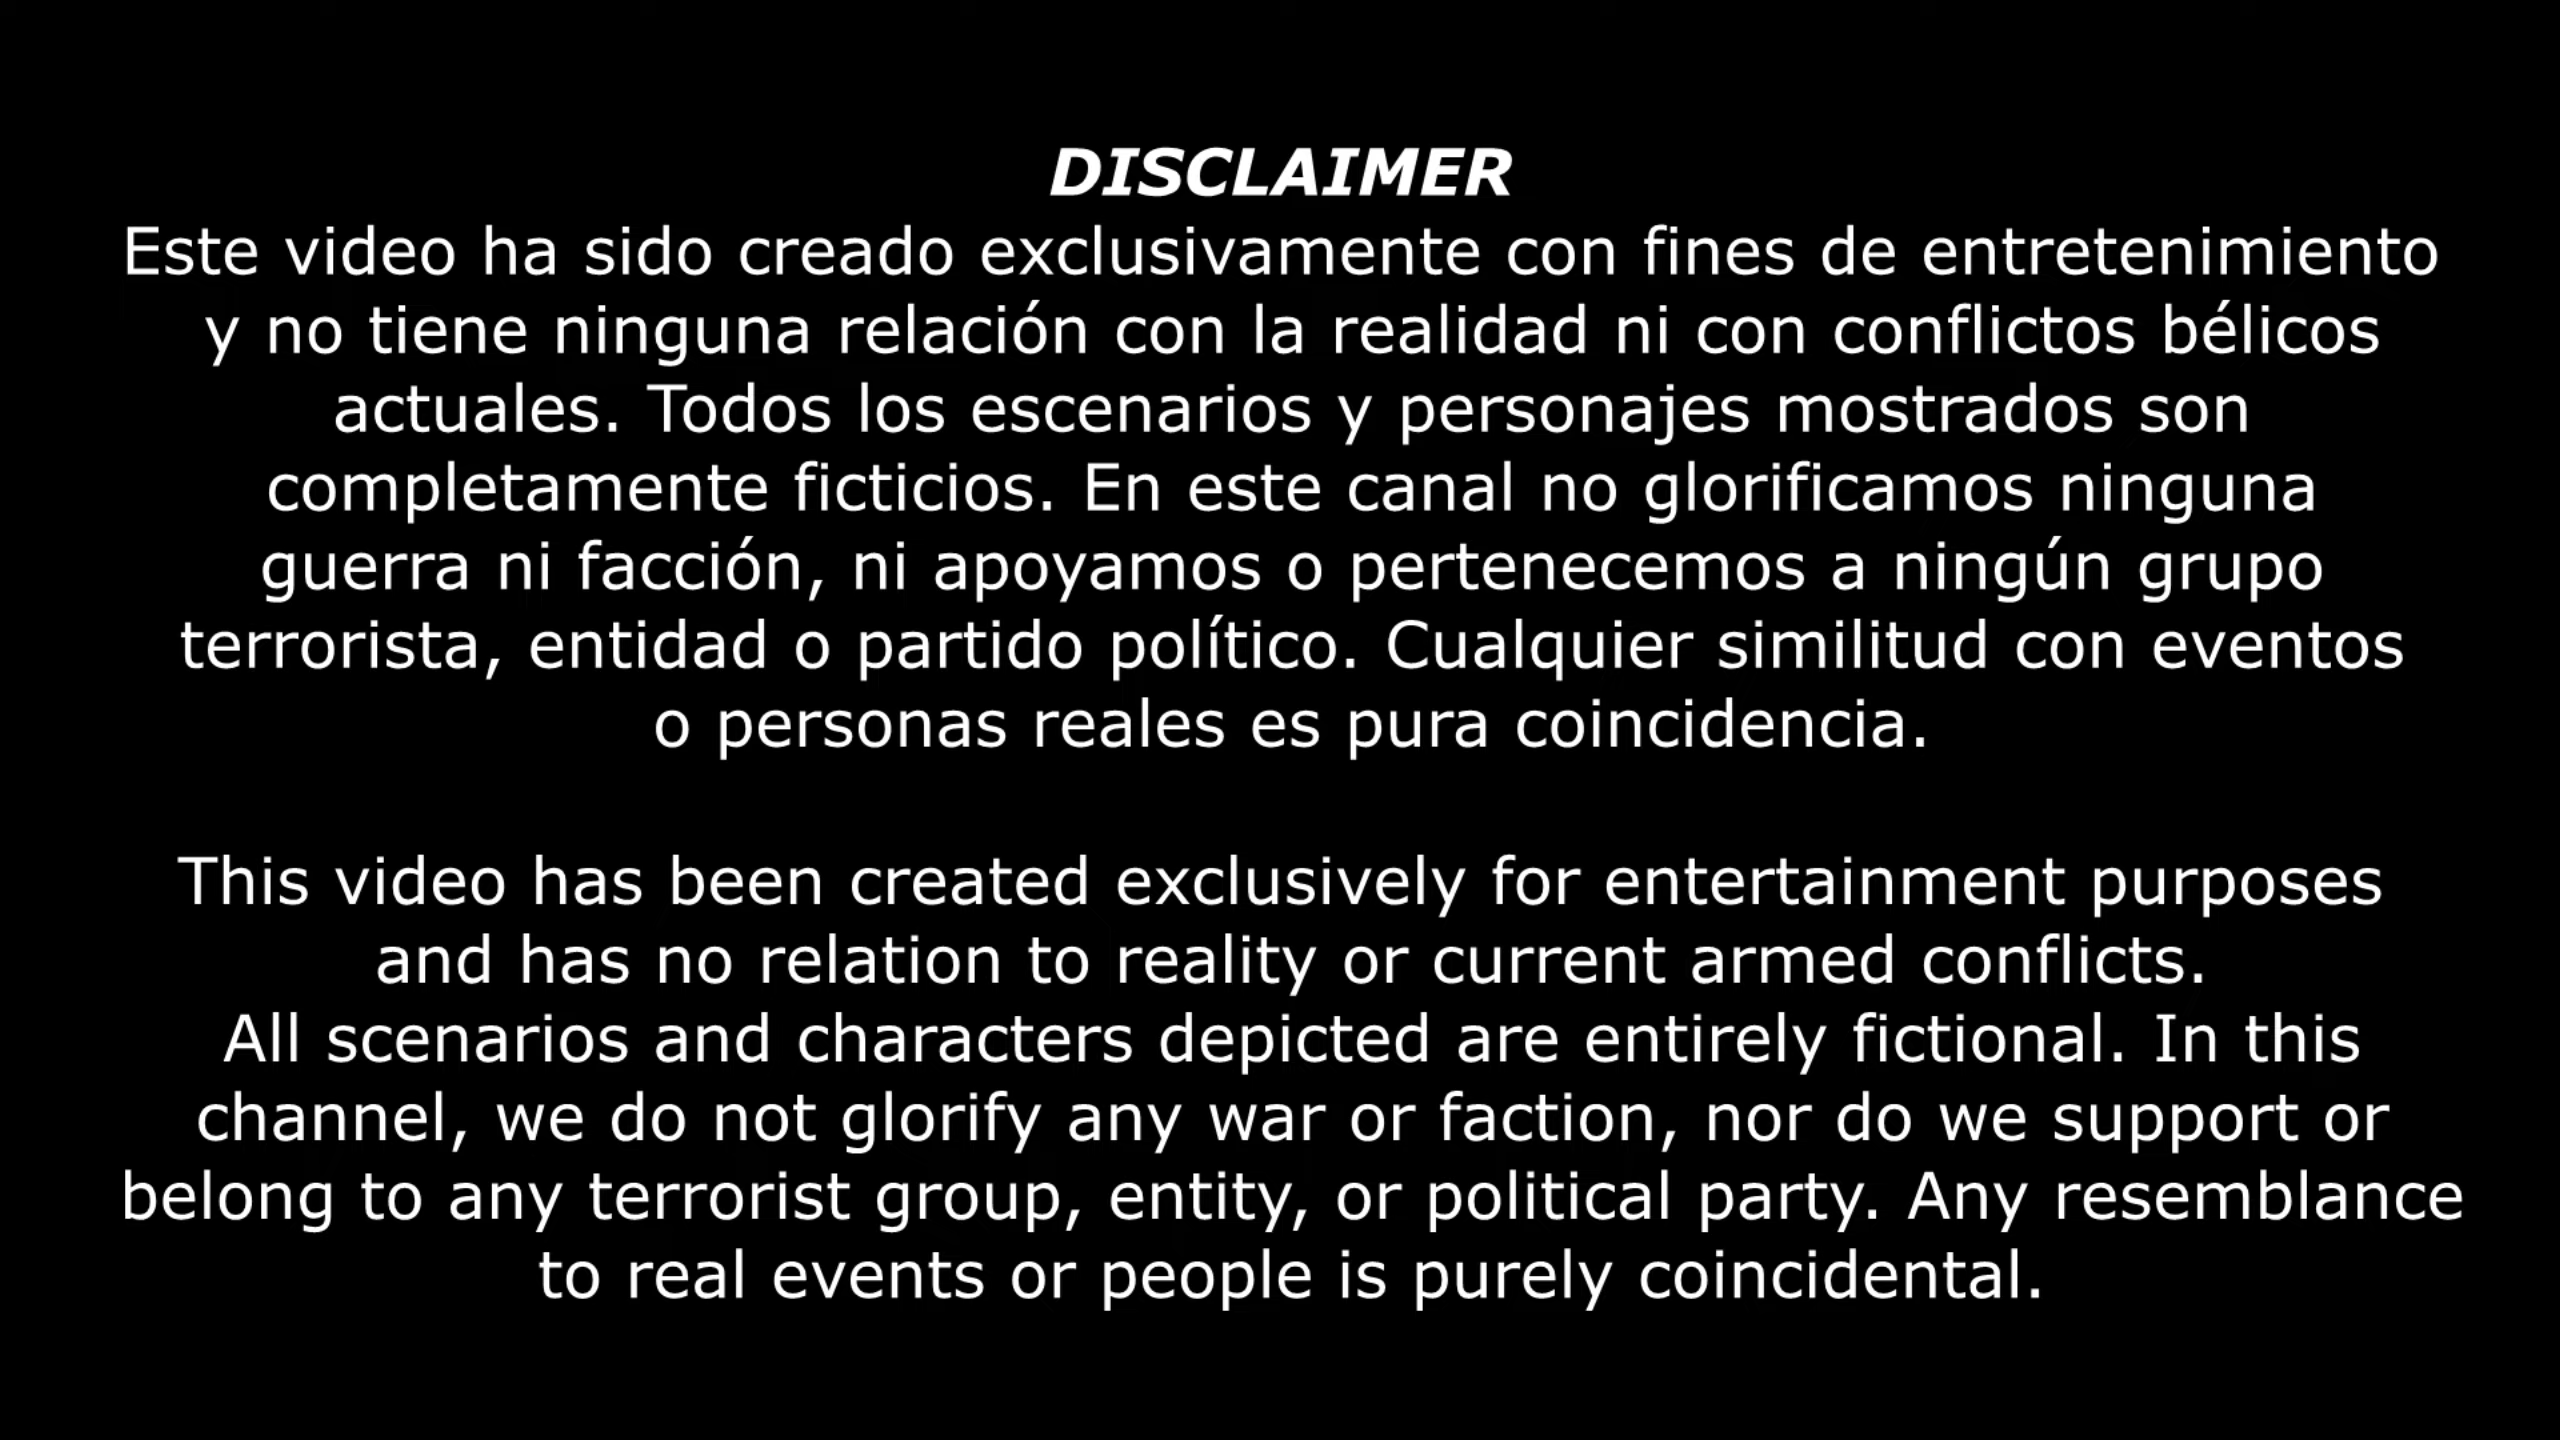 DISCLAIMER
Este video ha sido creado exclusivamente con fines de entretenimiento
y no tiene ninguna relación con la realidad ni con conflictos bélicos
actuales. Todos los escenarios y personajes mostrados son
completamente ficticios. En este canal no glorificamos ninguna
guerra ni facción, ni apoyamos o pertenecemos a ningún grupo
terrorista, entidad o partido político. Cualquier similitud con eventos
o personas reales es pura coincidencia.
This video has been created exclusively for entertainment purposes
and has no relation to reality or current armed conflicts.
All scenarios and characters depicted are entirely fictional. In this
channel, we do not glorify any war or faction, nor do we support or
belong to any terrorist group, entity, or political party. Any resemblance
to real events or people is purely coincidental.